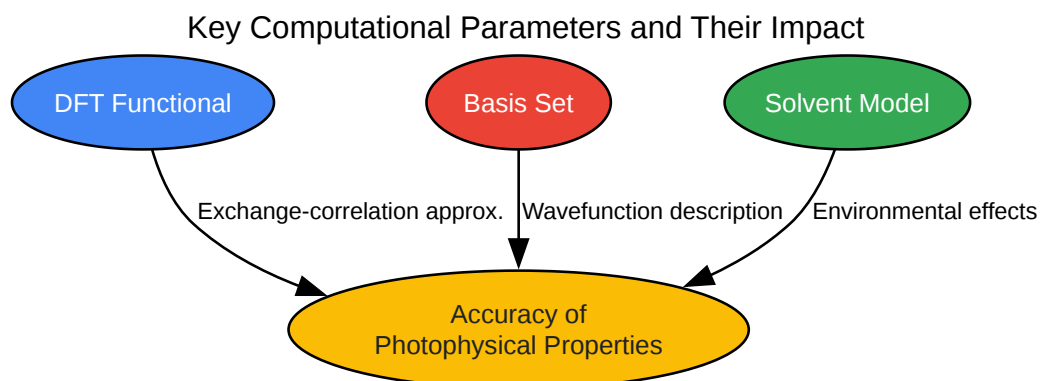 Key Computational Parameters and Their Impact
DFT Functional
Basis Set
Solvent Model
Exchange-correlation approx.
Wavefunction description
Environmental effects
Accuracy of
Photophysical Properties